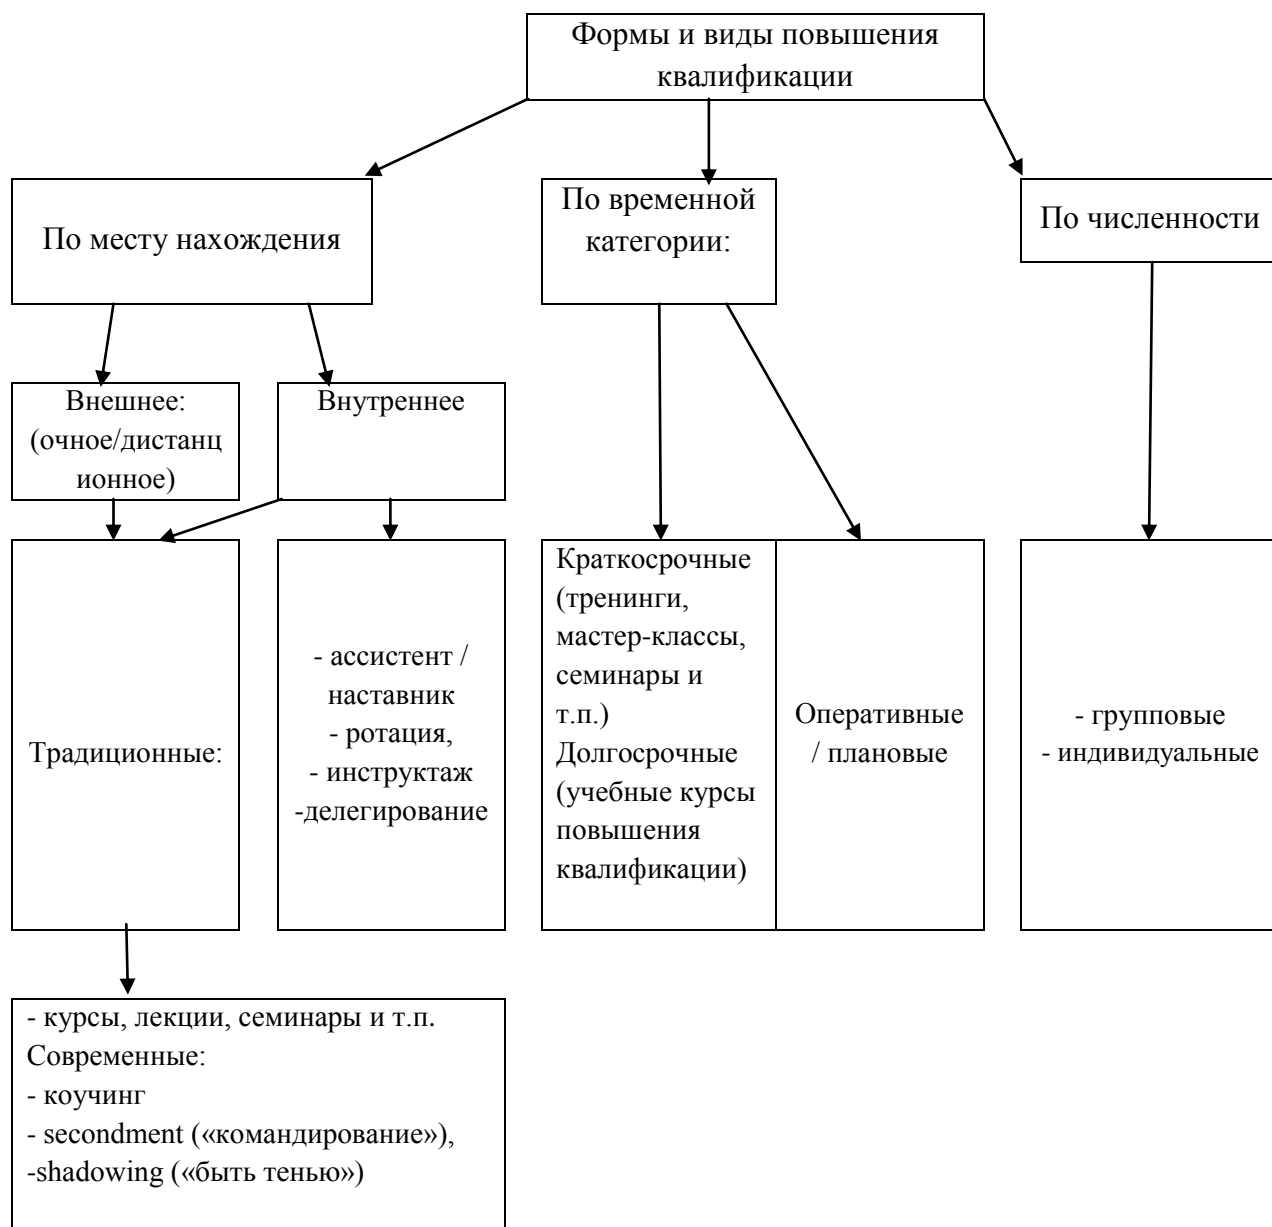 Формы и виды повышения
квалификации
По месту нахождения
По временной
категории:
По численности
Внешнее:
(очное/дистанц
ионное)
Внутреннее
Традиционные:
- ассистент /
наставник
- ротация,
- инструктаж
-делегирование
Краткосрочные
(тренинги,
мастер-классы,
семинары и
т.п.)
Долгосрочные
(учебные курсы
повышения
квалификации)
Оперативные
/ плановые
- групповые
- индивидуальные
- курсы, лекции, семинары и т.п.
Современные:
- коучинг
- secondment («командирование»),
-shadowing («быть тенью»)